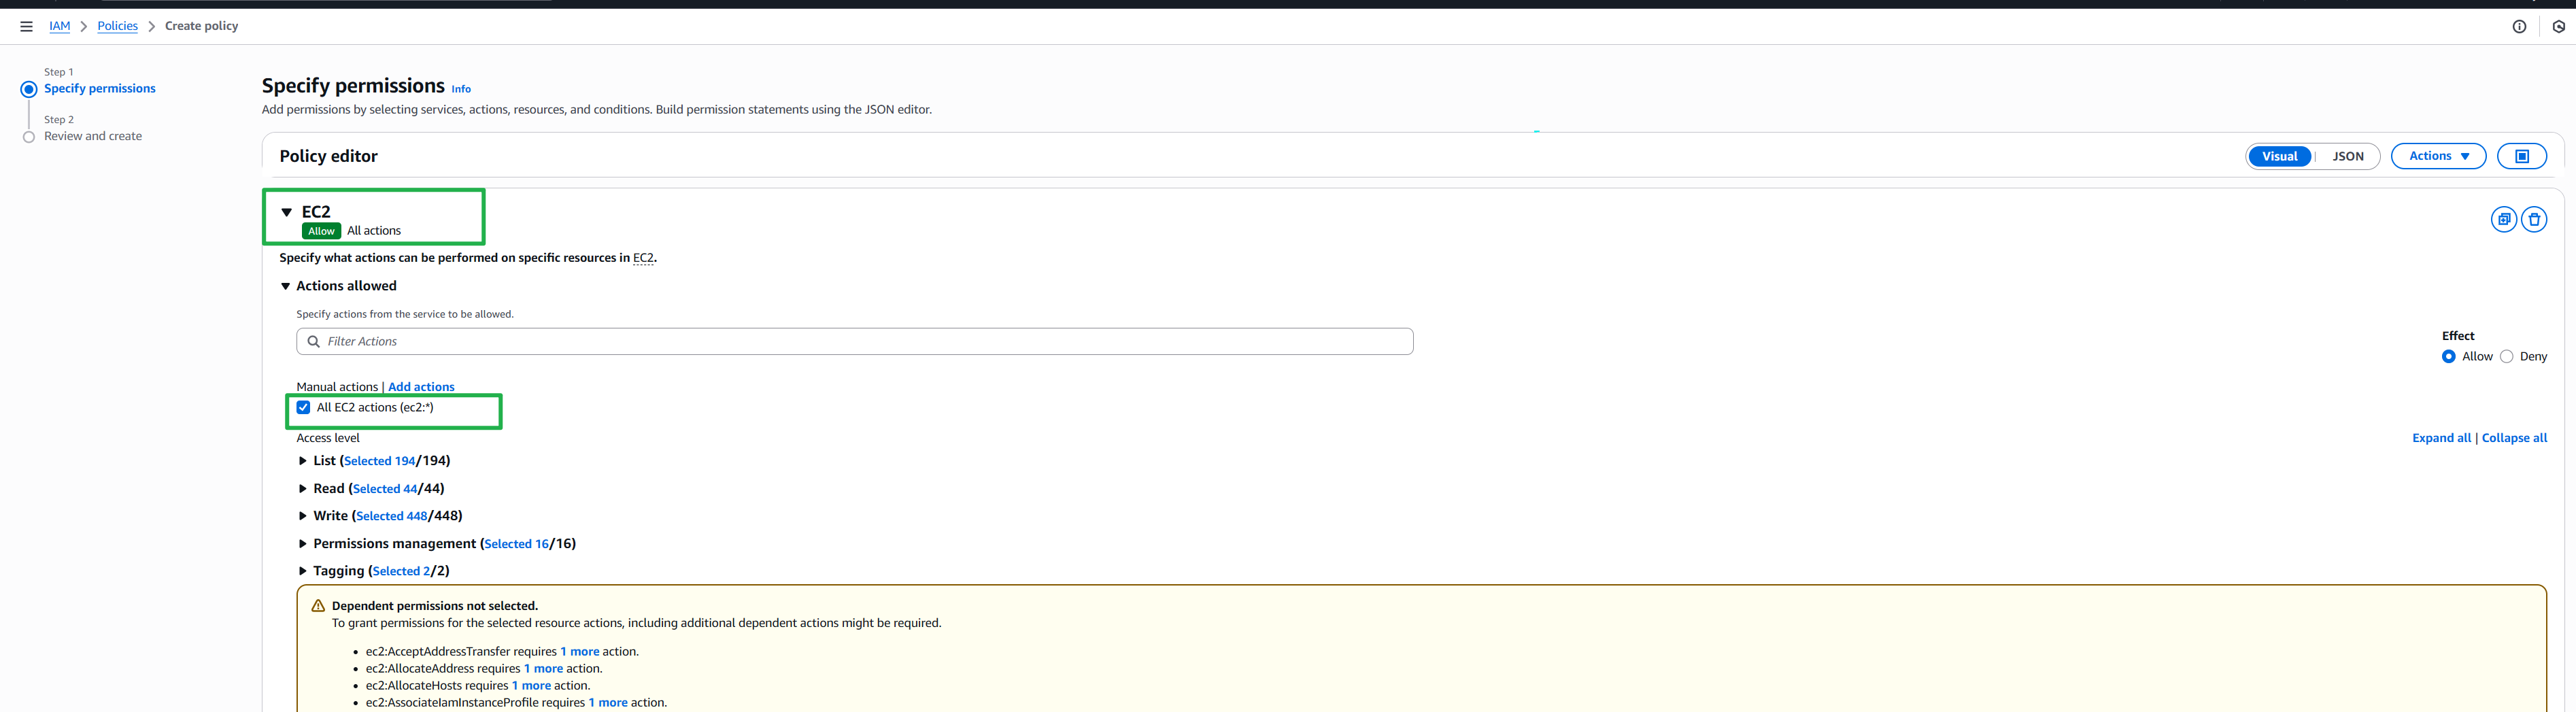 IAM > Policies > Create policy
Step 1
Specify permissions
Step 2
Review and create
Specify permissions Info
Add permissions by selecting services, actions, resources, and conditions. Build permission statements using the JSON editor.
Policy editor
Visual | JSON
Actions
EC2
Allow All actions
Specify what actions can be performed on specific resources in EC2.
Actions allowed
Specify actions from the service to be allowed.
Filter Actions
Effect
Allow Deny
Manual actions | Add actions
All EC2 actions (ec2:*)
Access level
Expand all | Collapse all
List (Selected 194/194)
Read (Selected 44/44)
Write (Selected 448/448)
Permissions management (Selected 16/16)
Tagging (Selected 2/2)
Dependent permissions not selected.
To grant permissions for the selected resource actions, including additional dependent actions might be required.
• ec2:AcceptAddressTransfer requires 1 more action.
• ec2:AllocateAddress requires 1 more action.
• ec2:AllocateHosts requires 1 more action.
• ec2:AssociateIamInstanceProfile requires 1 more action.